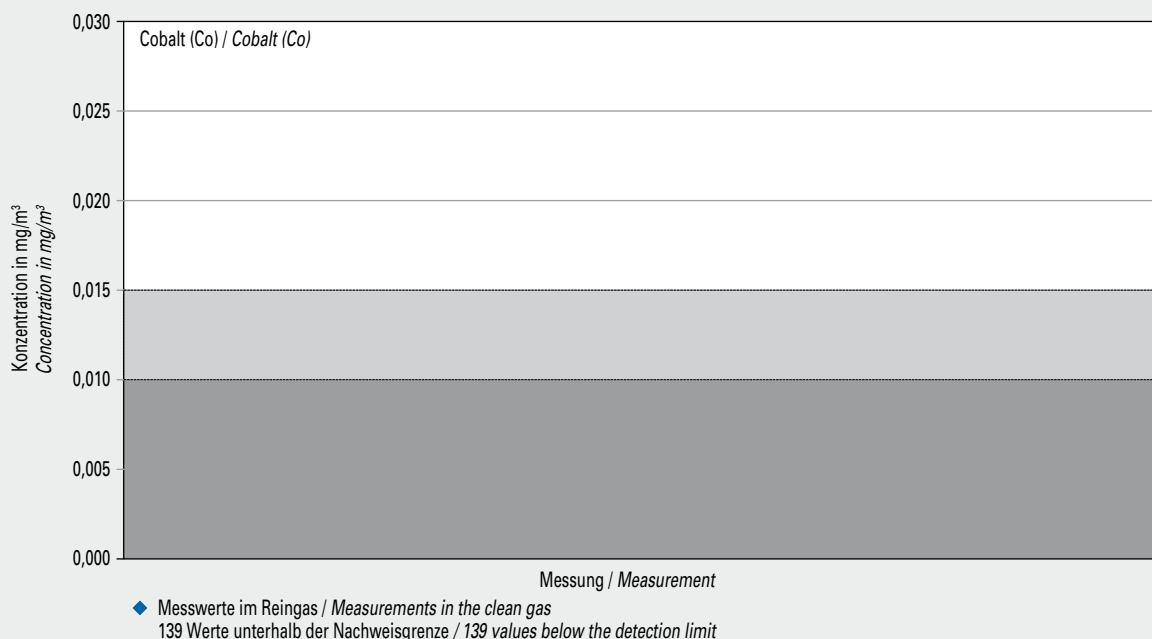 0,030
Cobalt (Co) / Cobalt (Co)
0,025
0,020
0,015
0,010
0,005
0,000
Konzentration in mg/m³
Concentration in mg/m³
Messung / Measurement
Messwerte im Reingas / Measurements in the clean gas
139 Werte unterhalb der Nachweisgrenze / 139 values below the detection limit